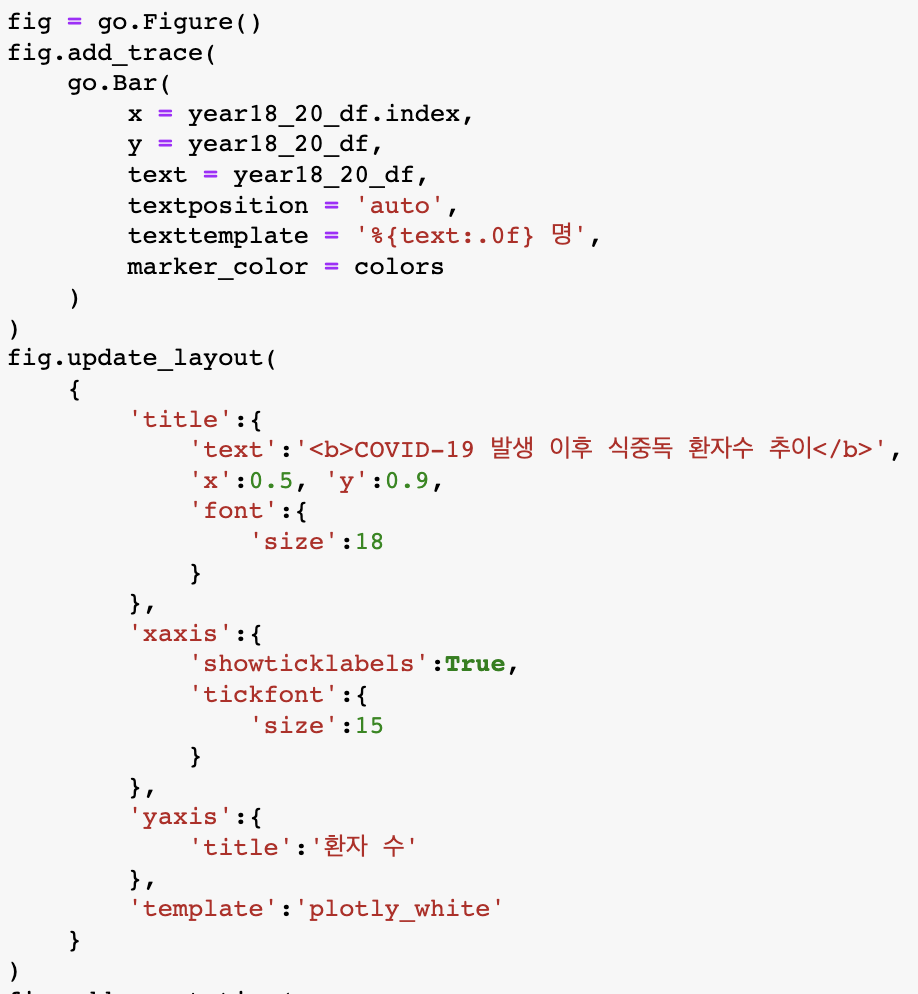 fig = go.Figure()
fig.add_trace(
    go.Bar(
        x = year18_20_df.index,
        y = year18_20_df,
        text = year18_20_df,
        textposition = 'auto',
        texttemplate = '%{text:.0f} 명',
        marker_color = colors
    )
)
fig.update_layout(
    {
        'title':{
            'text':'<b>COVID-19 발생 이후 식중독 환자수 추이</b>',
            'x':0.5, 'y':0.9,
            'font':{
                'size':18
            }
        },
        'xaxis':{
            'showticklabels':True,
            'tickfont':{
                'size':15
            }
        },
        'yaxis':{
            'title':'환자 수'
        },
        'template':'plotly_white'
    }
)